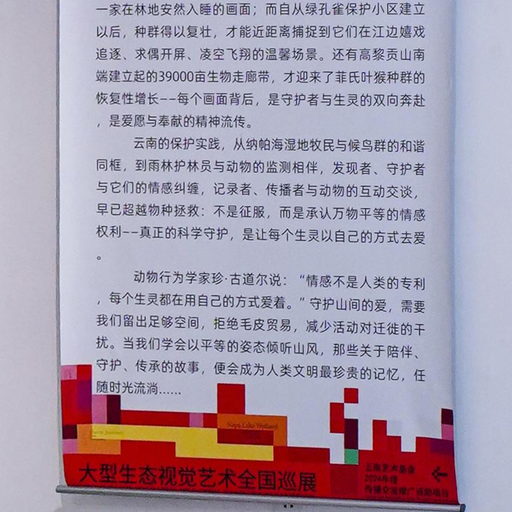 一家在林地安然入睡的画面；而自从绿孔雀保护小区建立
以后，种群得以复壮，才能近距离捕捉到它们在江边嬉戏
追逐、求偶开屏、凌空飞翔的温馨场景。还有高黎贡山南
端建立起的39000亩生物走廊带，才迎来了菲氏叶猴种群的
恢复性增长——每个画面背后，是守护者与生灵的双向奔赴
，是爱愿与奉献的精神流传。
云南的保护实践，从纳帕海湿地牧民与候鸟群的和谐
同框，到雨林护林员与动物的监测相伴，发现者、守护者
与它们的情感纠缠，记录者、传播者与动物的互动交谈，
早已超越物种拯救：不是征服，而是承认万物平等的情感
权利——真正的科学守护，是让每个生灵以自己的方式去爱
。
动物行为学家珍·古道尔说：“情感不是人类的专利
，每个生灵都在用自己的方式爱着。”守护山间的爱，需要
我们留出足够空间，拒绝毛皮贸易，减少活动对迁徙的干
扰。当我们学会以平等的姿态倾听山风，那些关于陪伴、
守护、传承的故事，便会成为人类文明最珍贵的记忆，任
随时光流淌……
Napa Lake Wetland
大型生态视觉艺术全国巡展